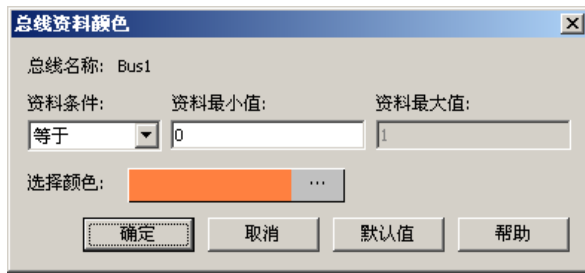 总线资料颜色
总线名称: Bus1
资料条件: 资料最小值: 资料最大值:
等于 0 1
选择颜色: ...
确定 取消 默认值 帮助